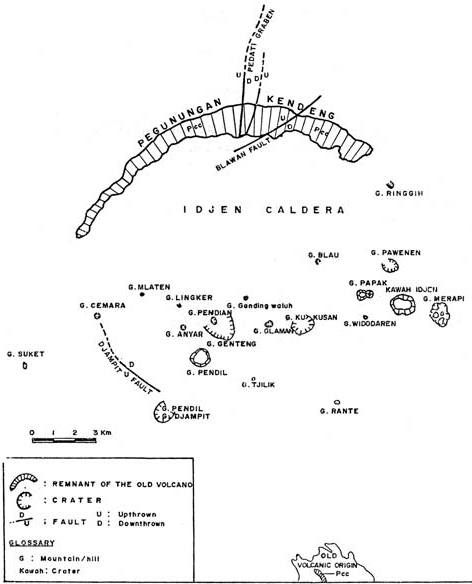 PEDATI GRABEN
U D D U
PEGUNUNGAN KENDENG
Pcc U D Pcc
BLAWAN FAULT
G. RINGGIH
IDJEN CALDERA
G. BLAU
G. PAWENEN
G. MLATEN
G. PAPAK
KAWAH IDJEN
G. LINGKER
G. Gending waluh
G. MERAPI
G. CEMARA
G. PENDIAN
G. KUKUSAN
G. ANYAR
G. GLAMAN
G. WIDODAREN
G. GENTENG
G. SUKET
D
DJAMPIT U FAULT
G. PENDIL
G. TJILIK
G. PENDIL
G. DJAMPIT
G. RANTE
0 1 2 3 Km
: REMNANT OF THE OLD VOLCANO
: CRATER
D U : FAULT
U : Upthrown
D : Downthrown
GLOSSARY
G : Mountain/hill
Kawah: Crater
OLD
VOLCANIC ORIGIN
Pcc